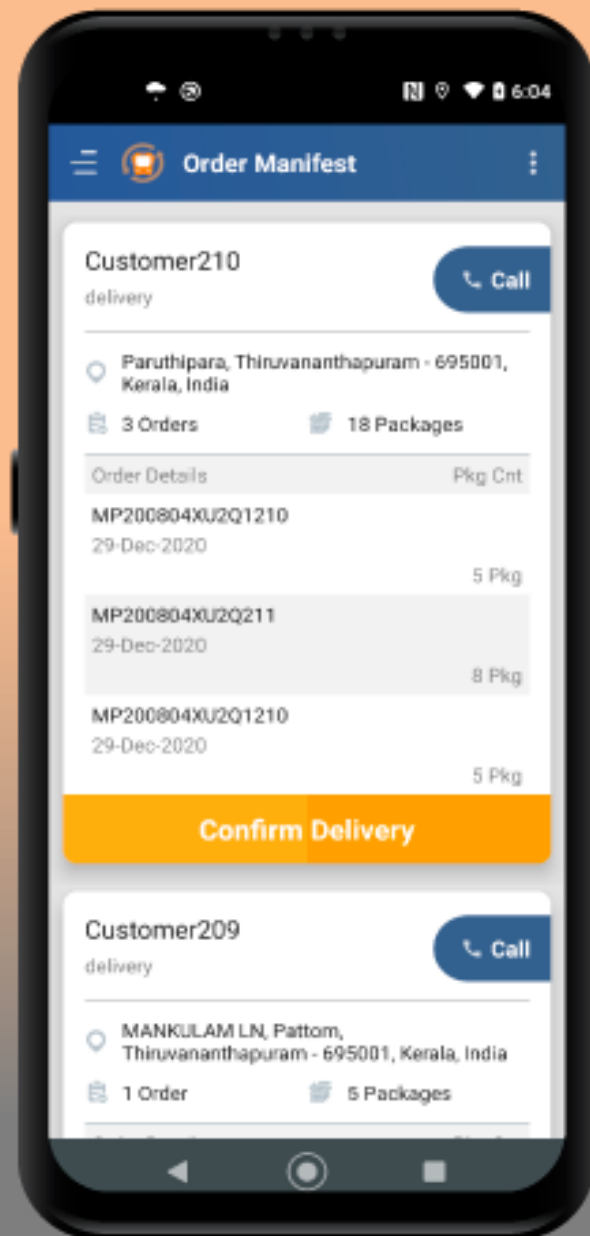 6:04
Order Manifest
Customer210
Call
delivery
Paruthipara, Thiruvananthapuram - 695001,
Kerala, India
3 Orders 18 Packages
Order Details Pkg Cnt
MP200804XU2Q1210
29-Dec-2020
5 Pkg
MP200804XU2Q211
29-Dec-2020
8 Pkg
MP200804XU2Q1210
29-Dec-2020
5 Pkg
Confirm Delivery
Customer209
Call
delivery
MANKULAM LN, Pattom,
Thiruvananthapuram - 695001, Kerala, India
1 Order 5 Packages